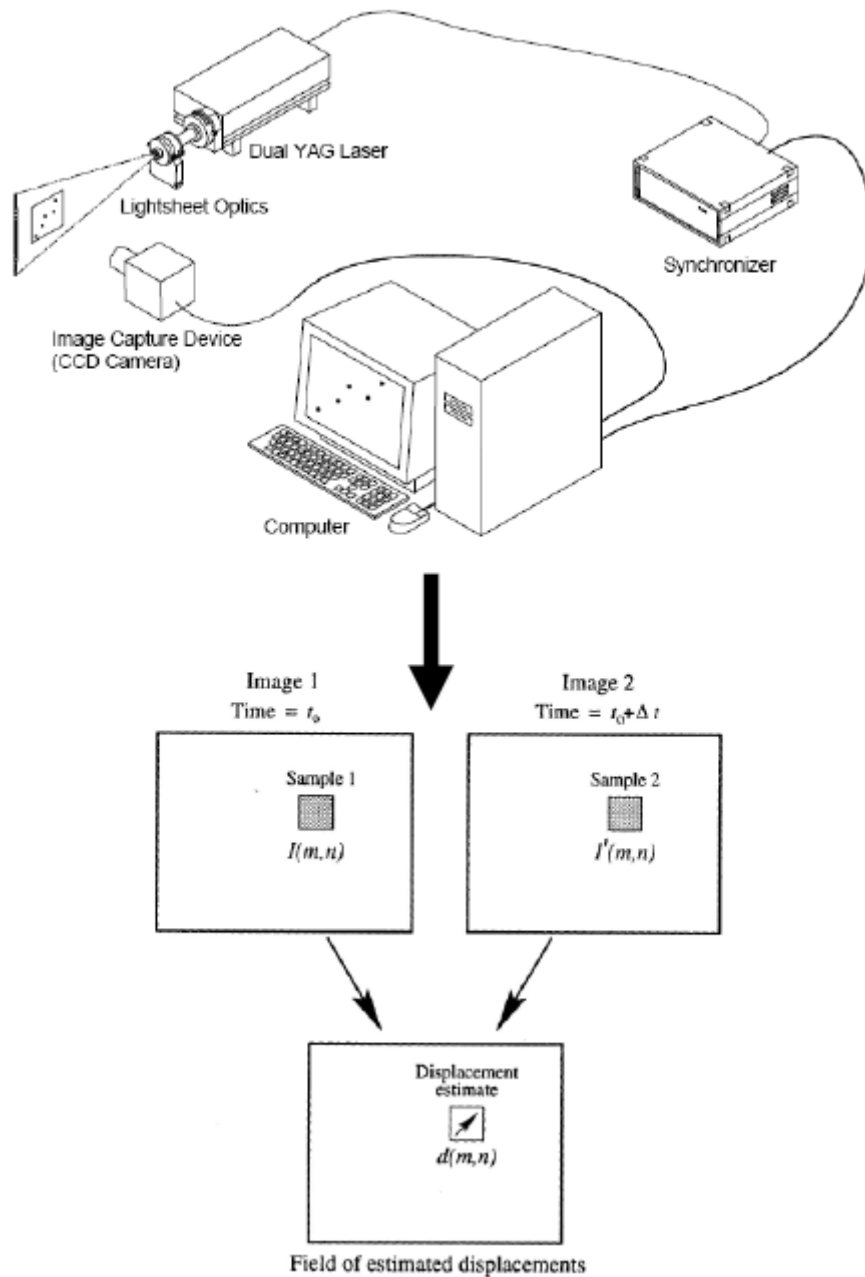 Dual YAG Laser
Lightsheet Optics
Synchronizer
Image Capture Device
(CCD Camera)
Computer
Image 1
Time = t₀
Image 2
Time = t₀+Δ t
Sample 1
I(m,n)
Sample 2
I'(m,n)
Displacement
estimate
d(m,n)
Field of estimated displacements